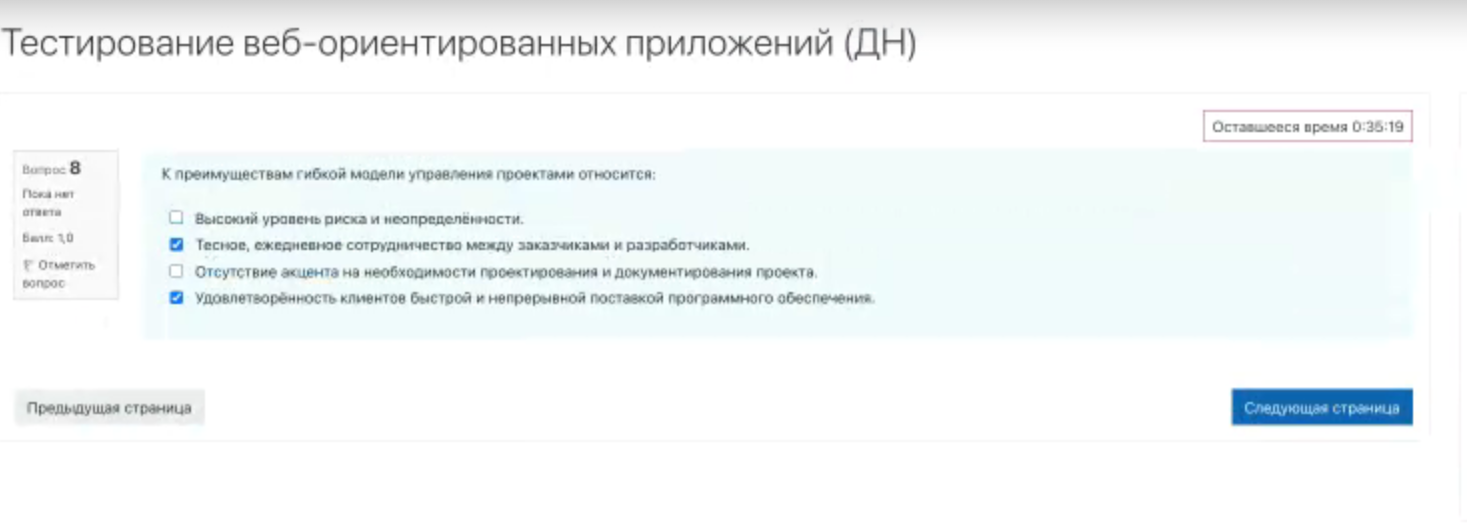 Тестирование веб-ориентированных приложений (ДН)
Оставшееся время 0:35:19
Вопрос 8
Пока нет
ответа
Балл: 1,0
Отметить
вопрос
К преимуществам гибкой модели управления проектами относится:
Высокий уровень риска и неопределённости.
Тесное, ежедневное сотрудничество между заказчиками и разработчиками.
Отсутствие акцента на необходимости проектирования и документирования проекта.
Удовлетворённость клиентов быстрой и непрерывной поставкой программного обеспечения.
Предыдущая страница
Следующая страница